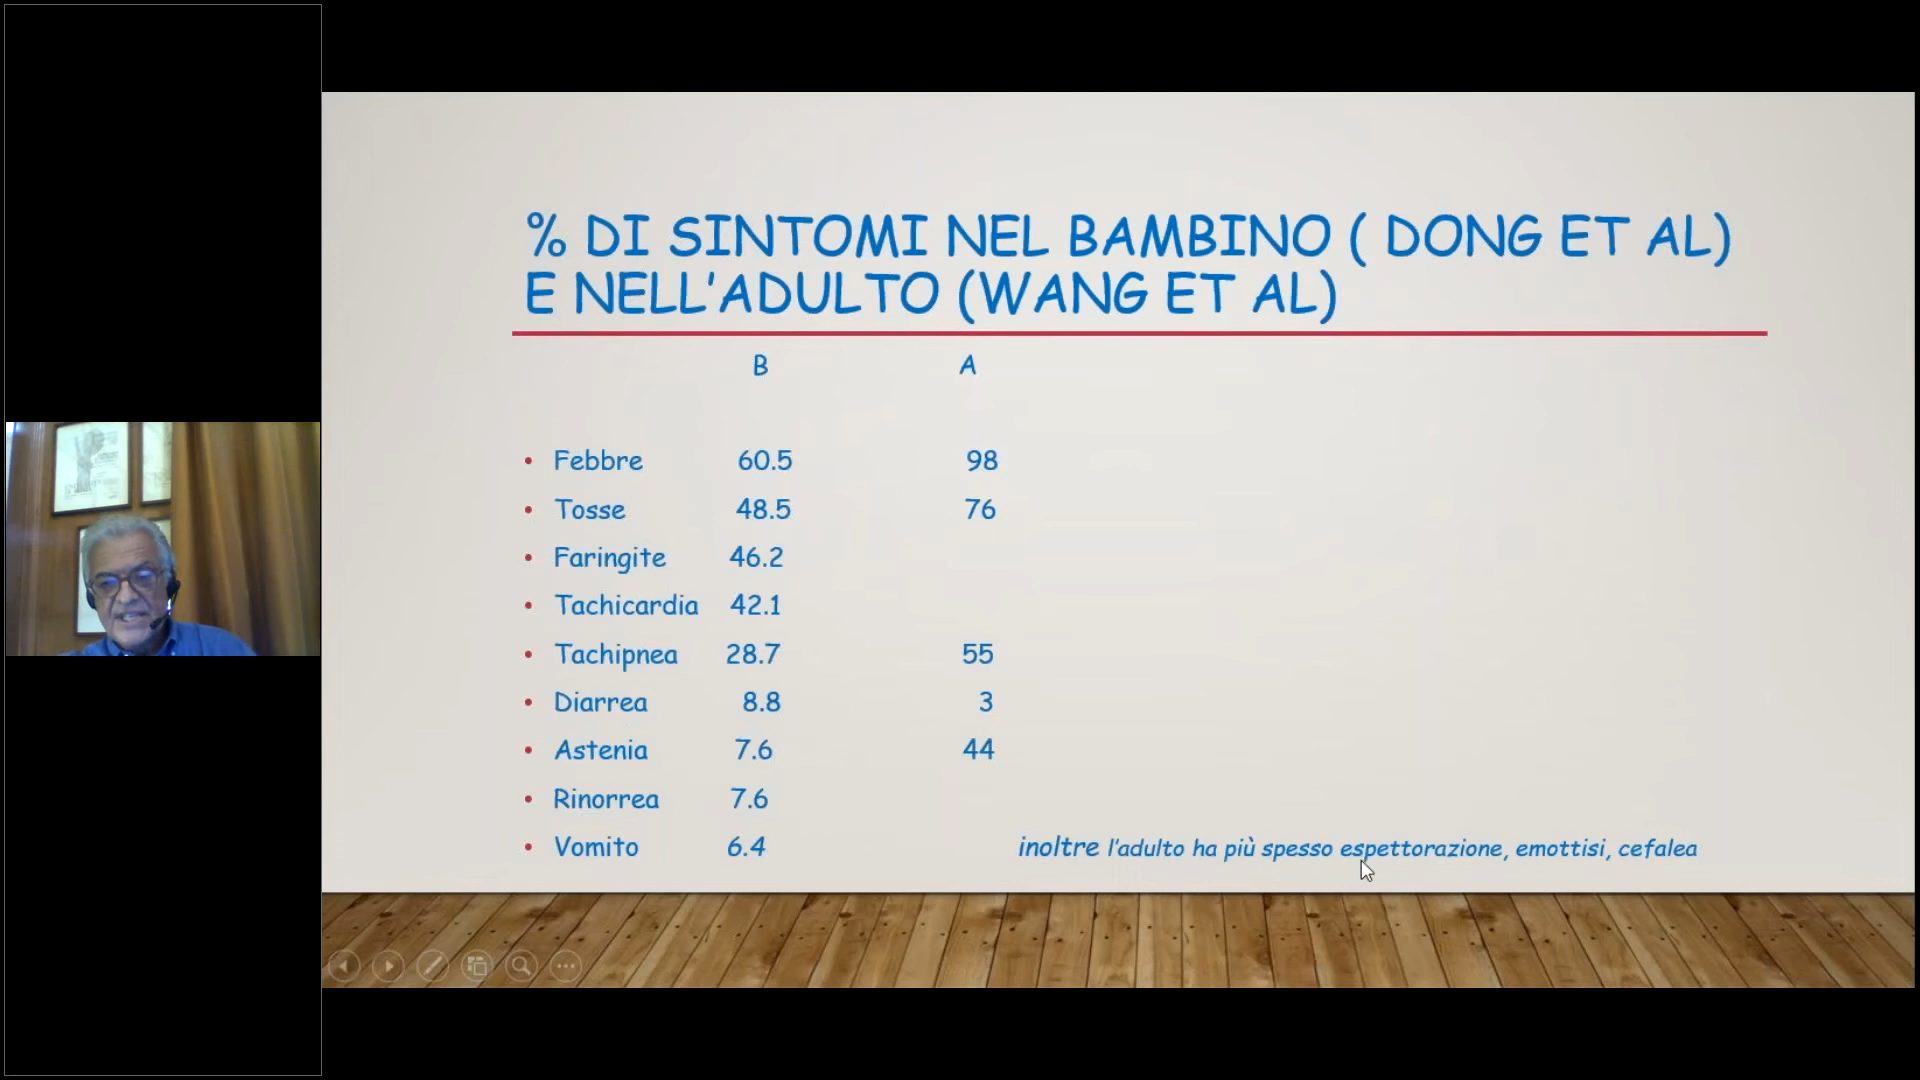 % DI SINTOMI NEL BAMBINO ( DONG ET AL)
E NELL'ADULTO (WANG ET AL)
B A
• Febbre 60.5 98
• Tosse 48.5 76
• Faringite 46.2
• Tachicardia 42.1
• Tachipnea 28.7 55
• Diarrea 8.8 3
• Astenia 7.6 44
• Rinorrea 7.6
• Vomito 6.4 inoltre l'adulto ha più spesso espettorazione, emottisi, cefalea